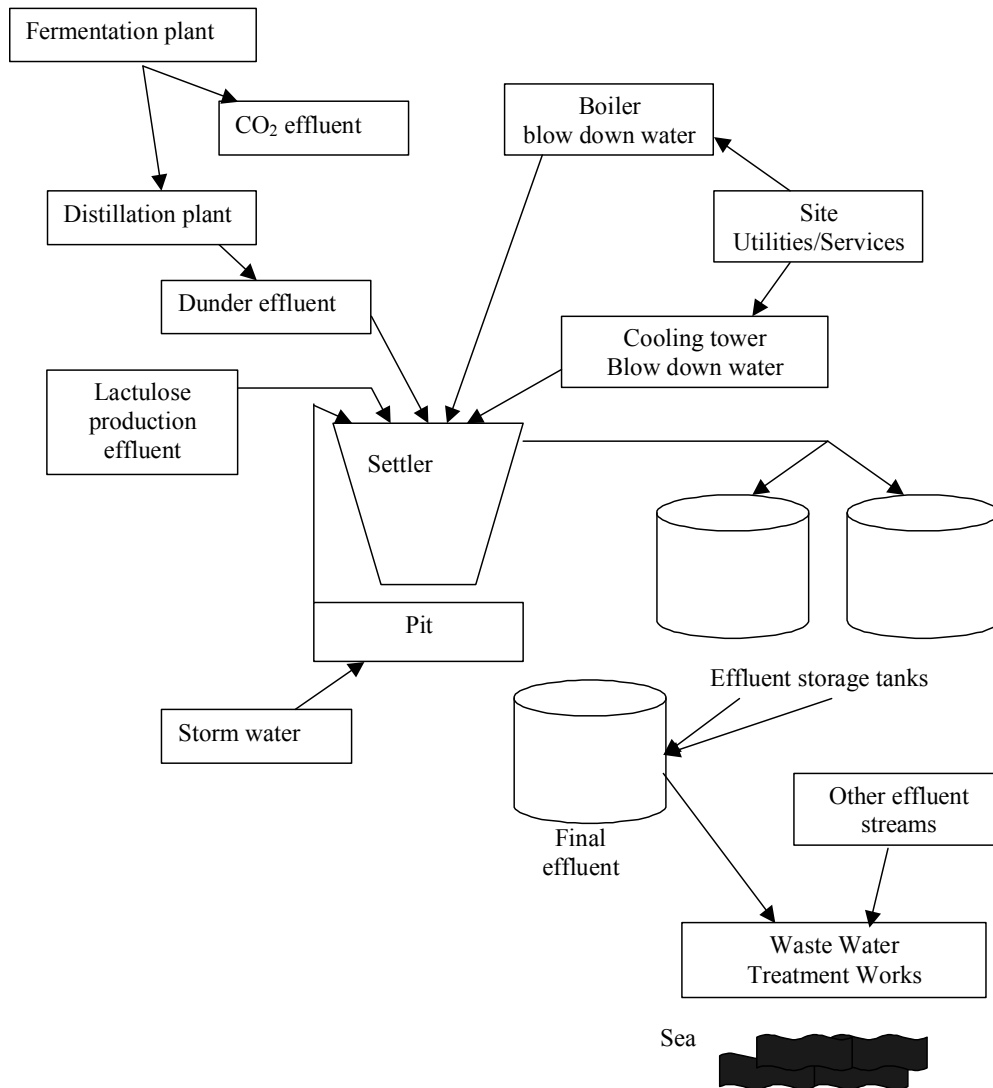 Fermentation plant
CO₂ effluent
Boiler
blow down water
Distillation plant
Site
Utilities/Services
Dunder effluent
Cooling tower
Blow down water
Lactulose
production
effluent
Settler
Pit
Effluent storage tanks
Storm water
Other effluent
streams
Final
effluent
Waste Water
Treatment Works
Sea